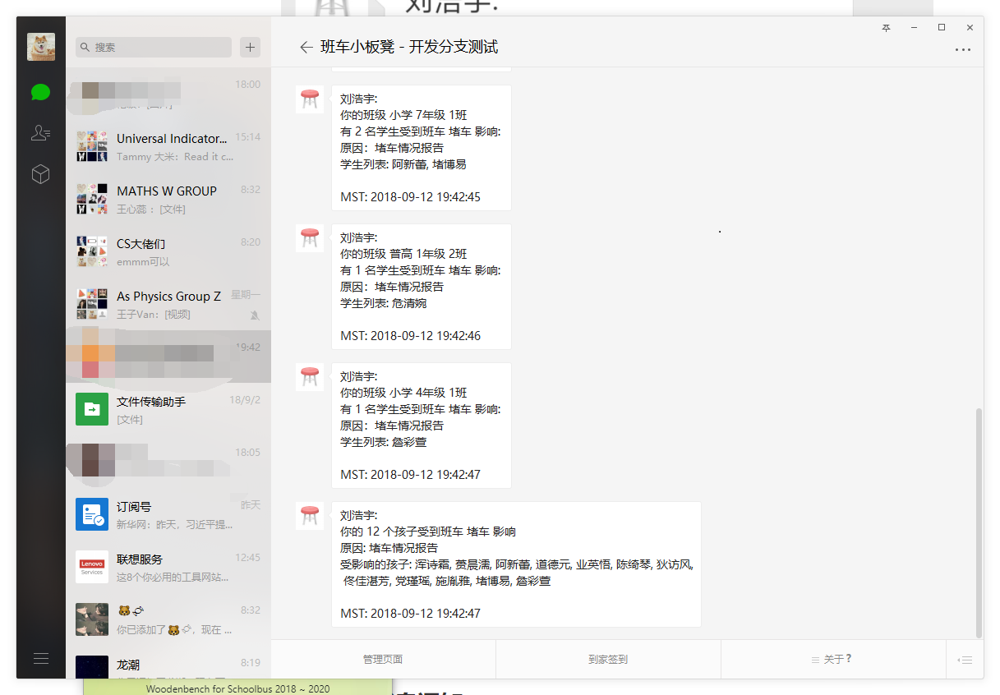 刘浩宇:
搜索
班车小板凳 - 开发分支测试
18:00
Universal Indicator... 15:14
Tammy 大米：Read it c...
MATHS W GROUP 8:32
王心蕊 ：[文件]
CS大佬们 8:20
emmm可以
As Physics Group Z 星期一
王子Van：[视频]
19:42
文件传输助手 18/9/2
[文件]
18:05
订阅号 昨天
新华网：昨天，习近平提...
联想服务 12:45
Lenovo
Services
这8个你必用的工具网站...
🐻🍬 8:32
你已添加了🐻🍬，现在 ...
龙潮 8:19
刘浩宇:
你的班级 小学 7年级 1班
有 2 名学生受到班车 堵车 影响:
原因：堵车情况报告
学生列表: 阿新蕾, 堵博易
MST: 2018-09-12 19:42:45
刘浩宇:
你的班级 普高 1年级 2班
有 1 名学生受到班车 堵车 影响:
原因：堵车情况报告
学生列表: 危清婉
MST: 2018-09-12 19:42:46
刘浩宇:
你的班级 小学 4年级 1班
有 1 名学生受到班车 堵车 影响:
原因：堵车情况报告
学生列表: 詹彩萱
MST: 2018-09-12 19:42:47
刘浩宇:
你的 12 个孩子受到班车 堵车 影响
原因: 堵车情况报告
受影响的孩子: 浑诗霜, 萧晨濡, 阿新蕾, 道德元, 业英悟, 陈绮琴, 狄访风,
佟佳湛芳, 党瑾瑶, 施胤雅, 堵博易, 詹彩萱
MST: 2018-09-12 19:42:47
管理页面 到家签到 关于？
Woodenbench for Schoolbus 2018 ~ 2020